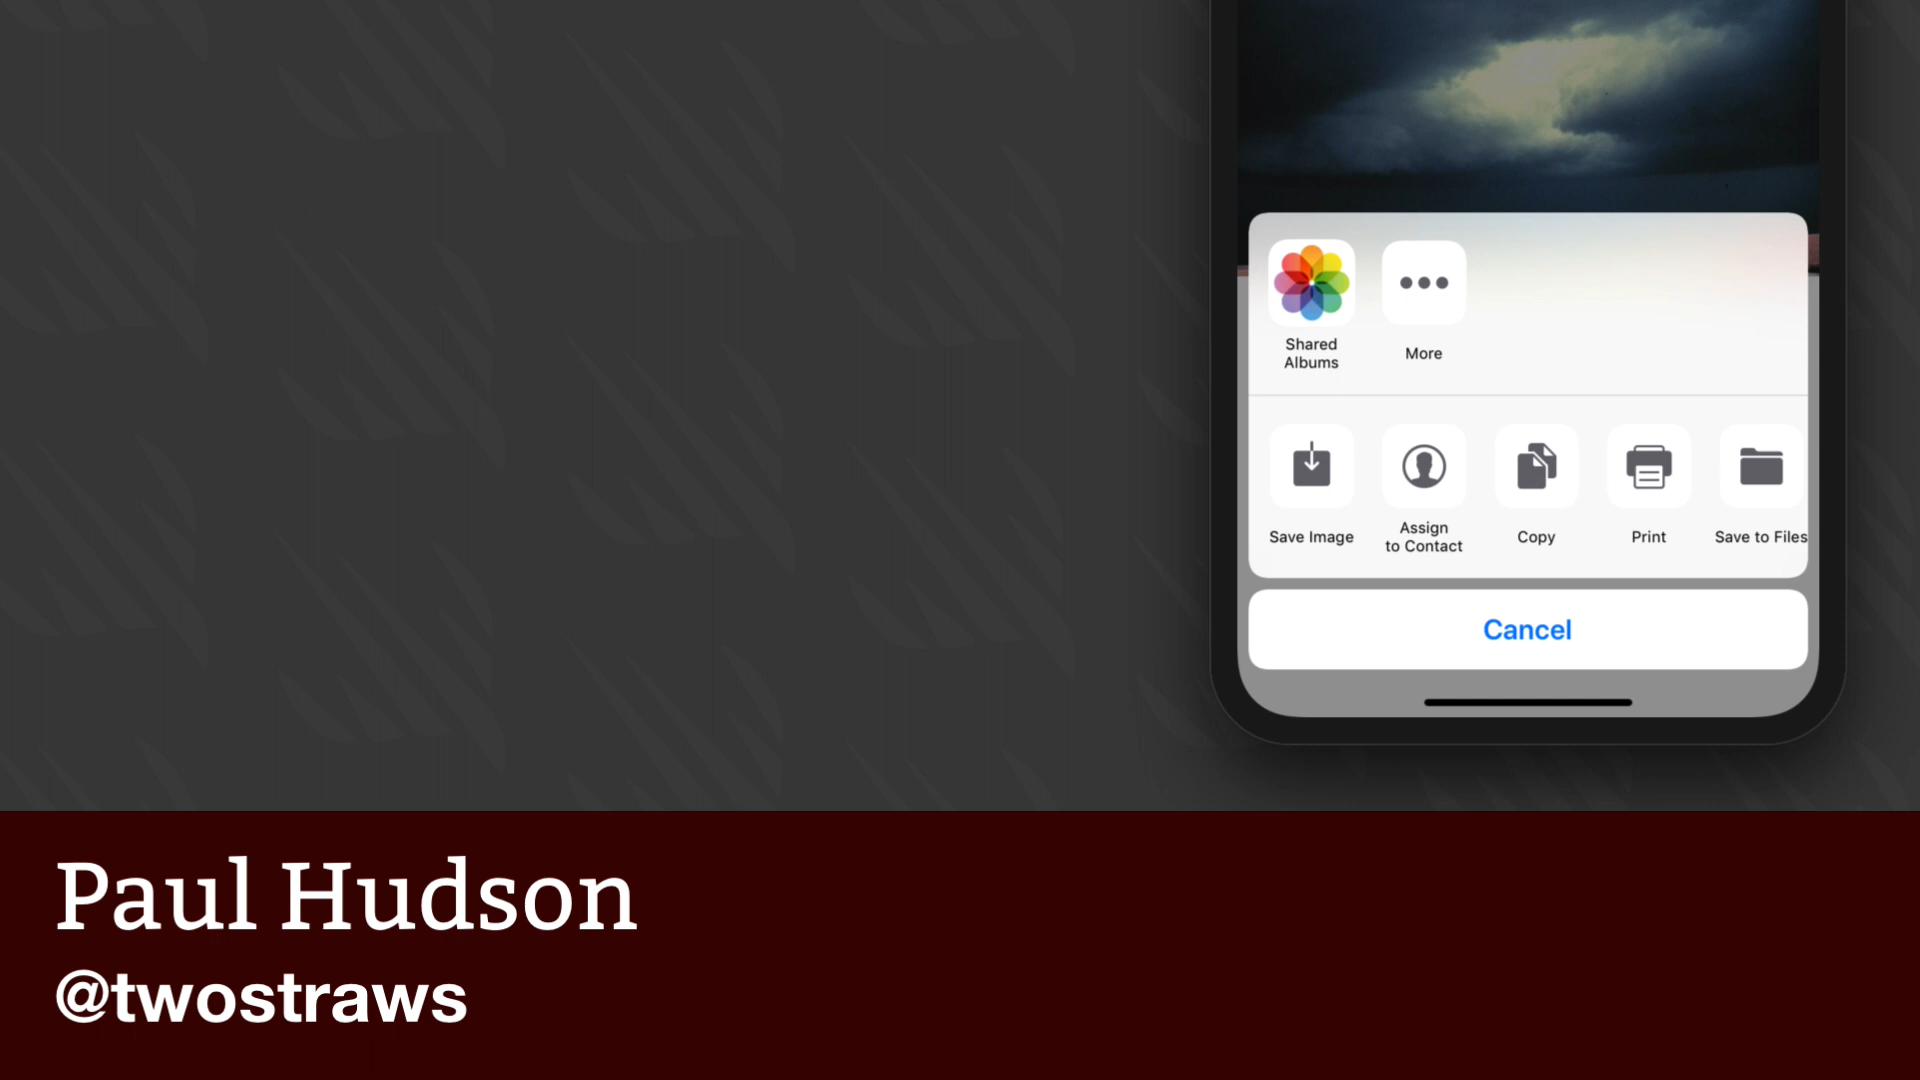 Shared
Albums
More
Save Image
Assign
to Contact
Copy
Print
Save to Files
Cancel
Paul Hudson
@twostraws